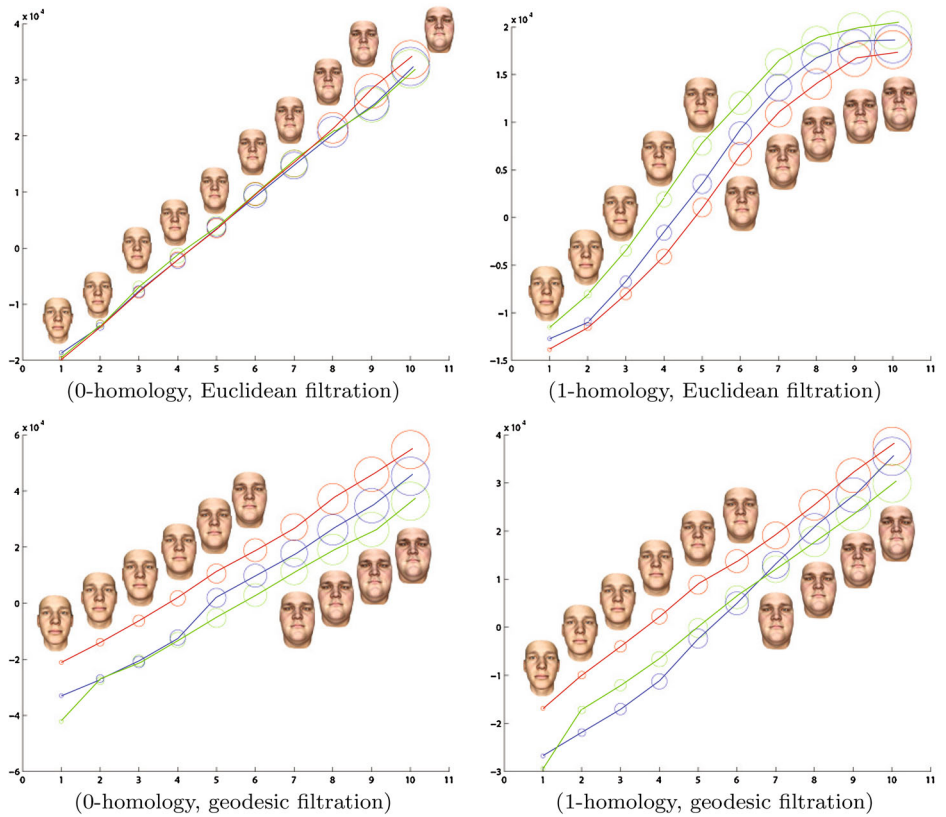 x 10⁻⁴
4
3
2
1
0
−1
−2
0 1 2 3 4 5 6 7 8 9 10 11
(0-homology, Euclidean filtration)
x 10⁻⁴
2
1.5
1
0.5
0
−0.5
−1
−1.5
0 1 2 3 4 5 6 7 8 9 10 11
(1-homology, Euclidean filtration)
x 10⁻⁴
6
4
2
0
−2
−4
−6
0 1 2 3 4 5 6 7 8 9 10 11
(0-homology, geodesic filtration)
x 10⁻⁴
4
3
2
1
0
−1
−2
−3
0 1 2 3 4 5 6 7 8 9 10 11
(1-homology, geodesic filtration)